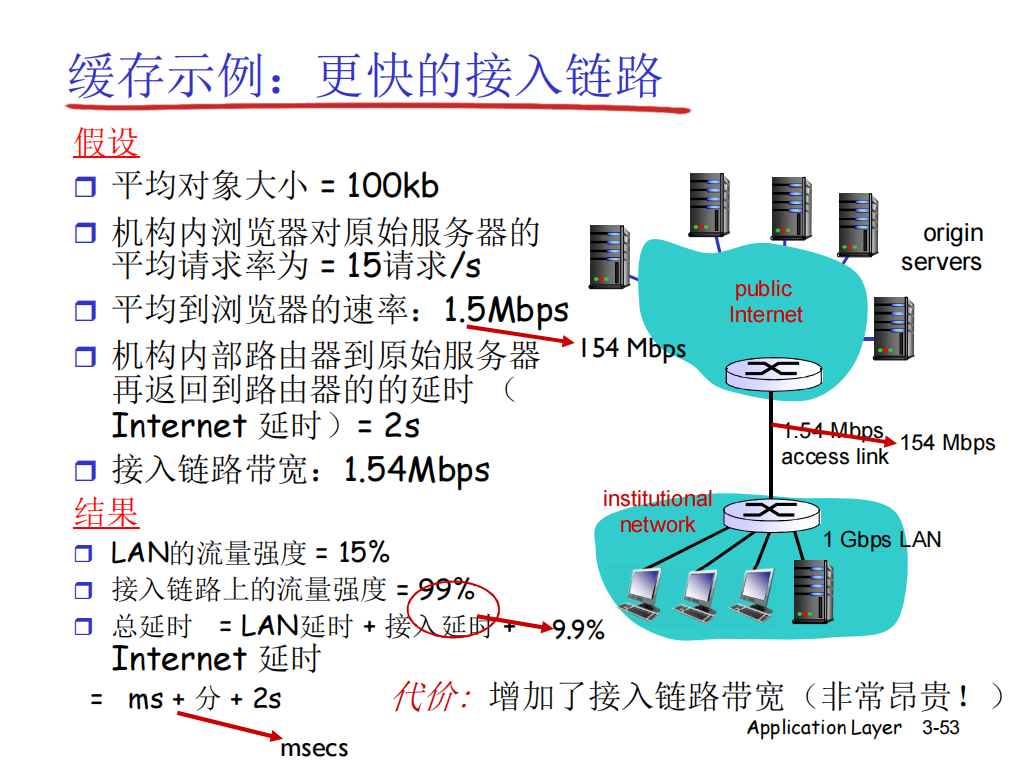 缓存示例：更快的接入链路
假设
平均对象大小 = 100kb
机构内浏览器对原始服务器的
平均请求率为 = 15请求/s
平均到浏览器的速率：1.5Mbps
154 Mbps
机构内部路由器到原始服务器
再返回到路由器的的延时 （
Internet 延时）= 2s
接入链路带宽：1.54Mbps
结果
LAN的流量强度 = 15%
接入链路上的流量强度 = 99%
9.9%
总延时 = LAN延时 + 接入延时 +
Internet 延时
= ms + 分 + 2s
msecs
origin
servers
public
Internet
1.54 Mbps
access link
154 Mbps
institutional
network
1 Gbps LAN
代价：增加了接入链路带宽（非常昂贵！）
Application Layer 3-53